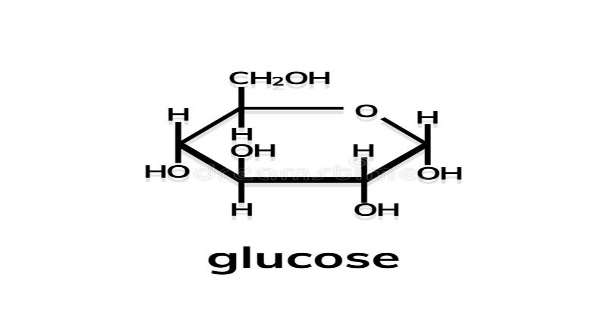 CH₂OH
H O H
H
HO OH H OH
H OH
glucose